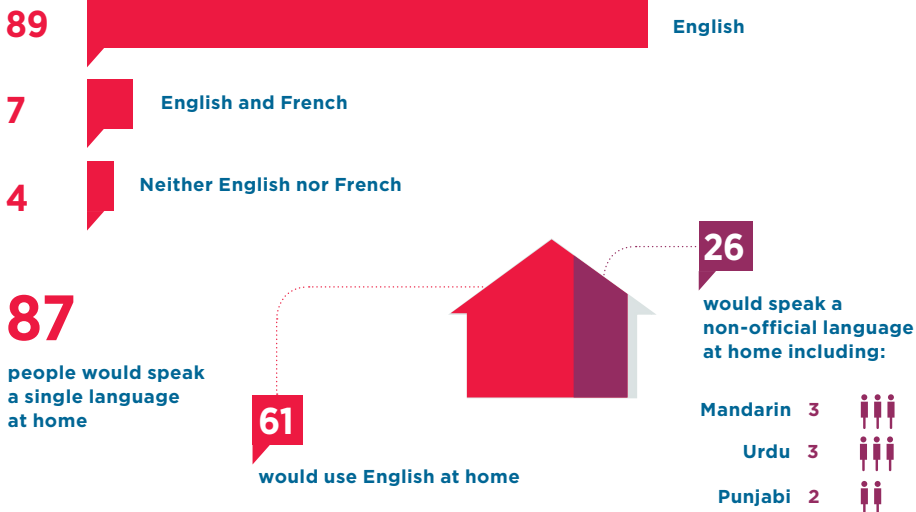 89
English
7
English and French
4
Neither English nor French
87
people would speak
a single language
at home
61
would use English at home
26
would speak a
non-official language
at home including:
Mandarin 3
Urdu 3
Punjabi 2